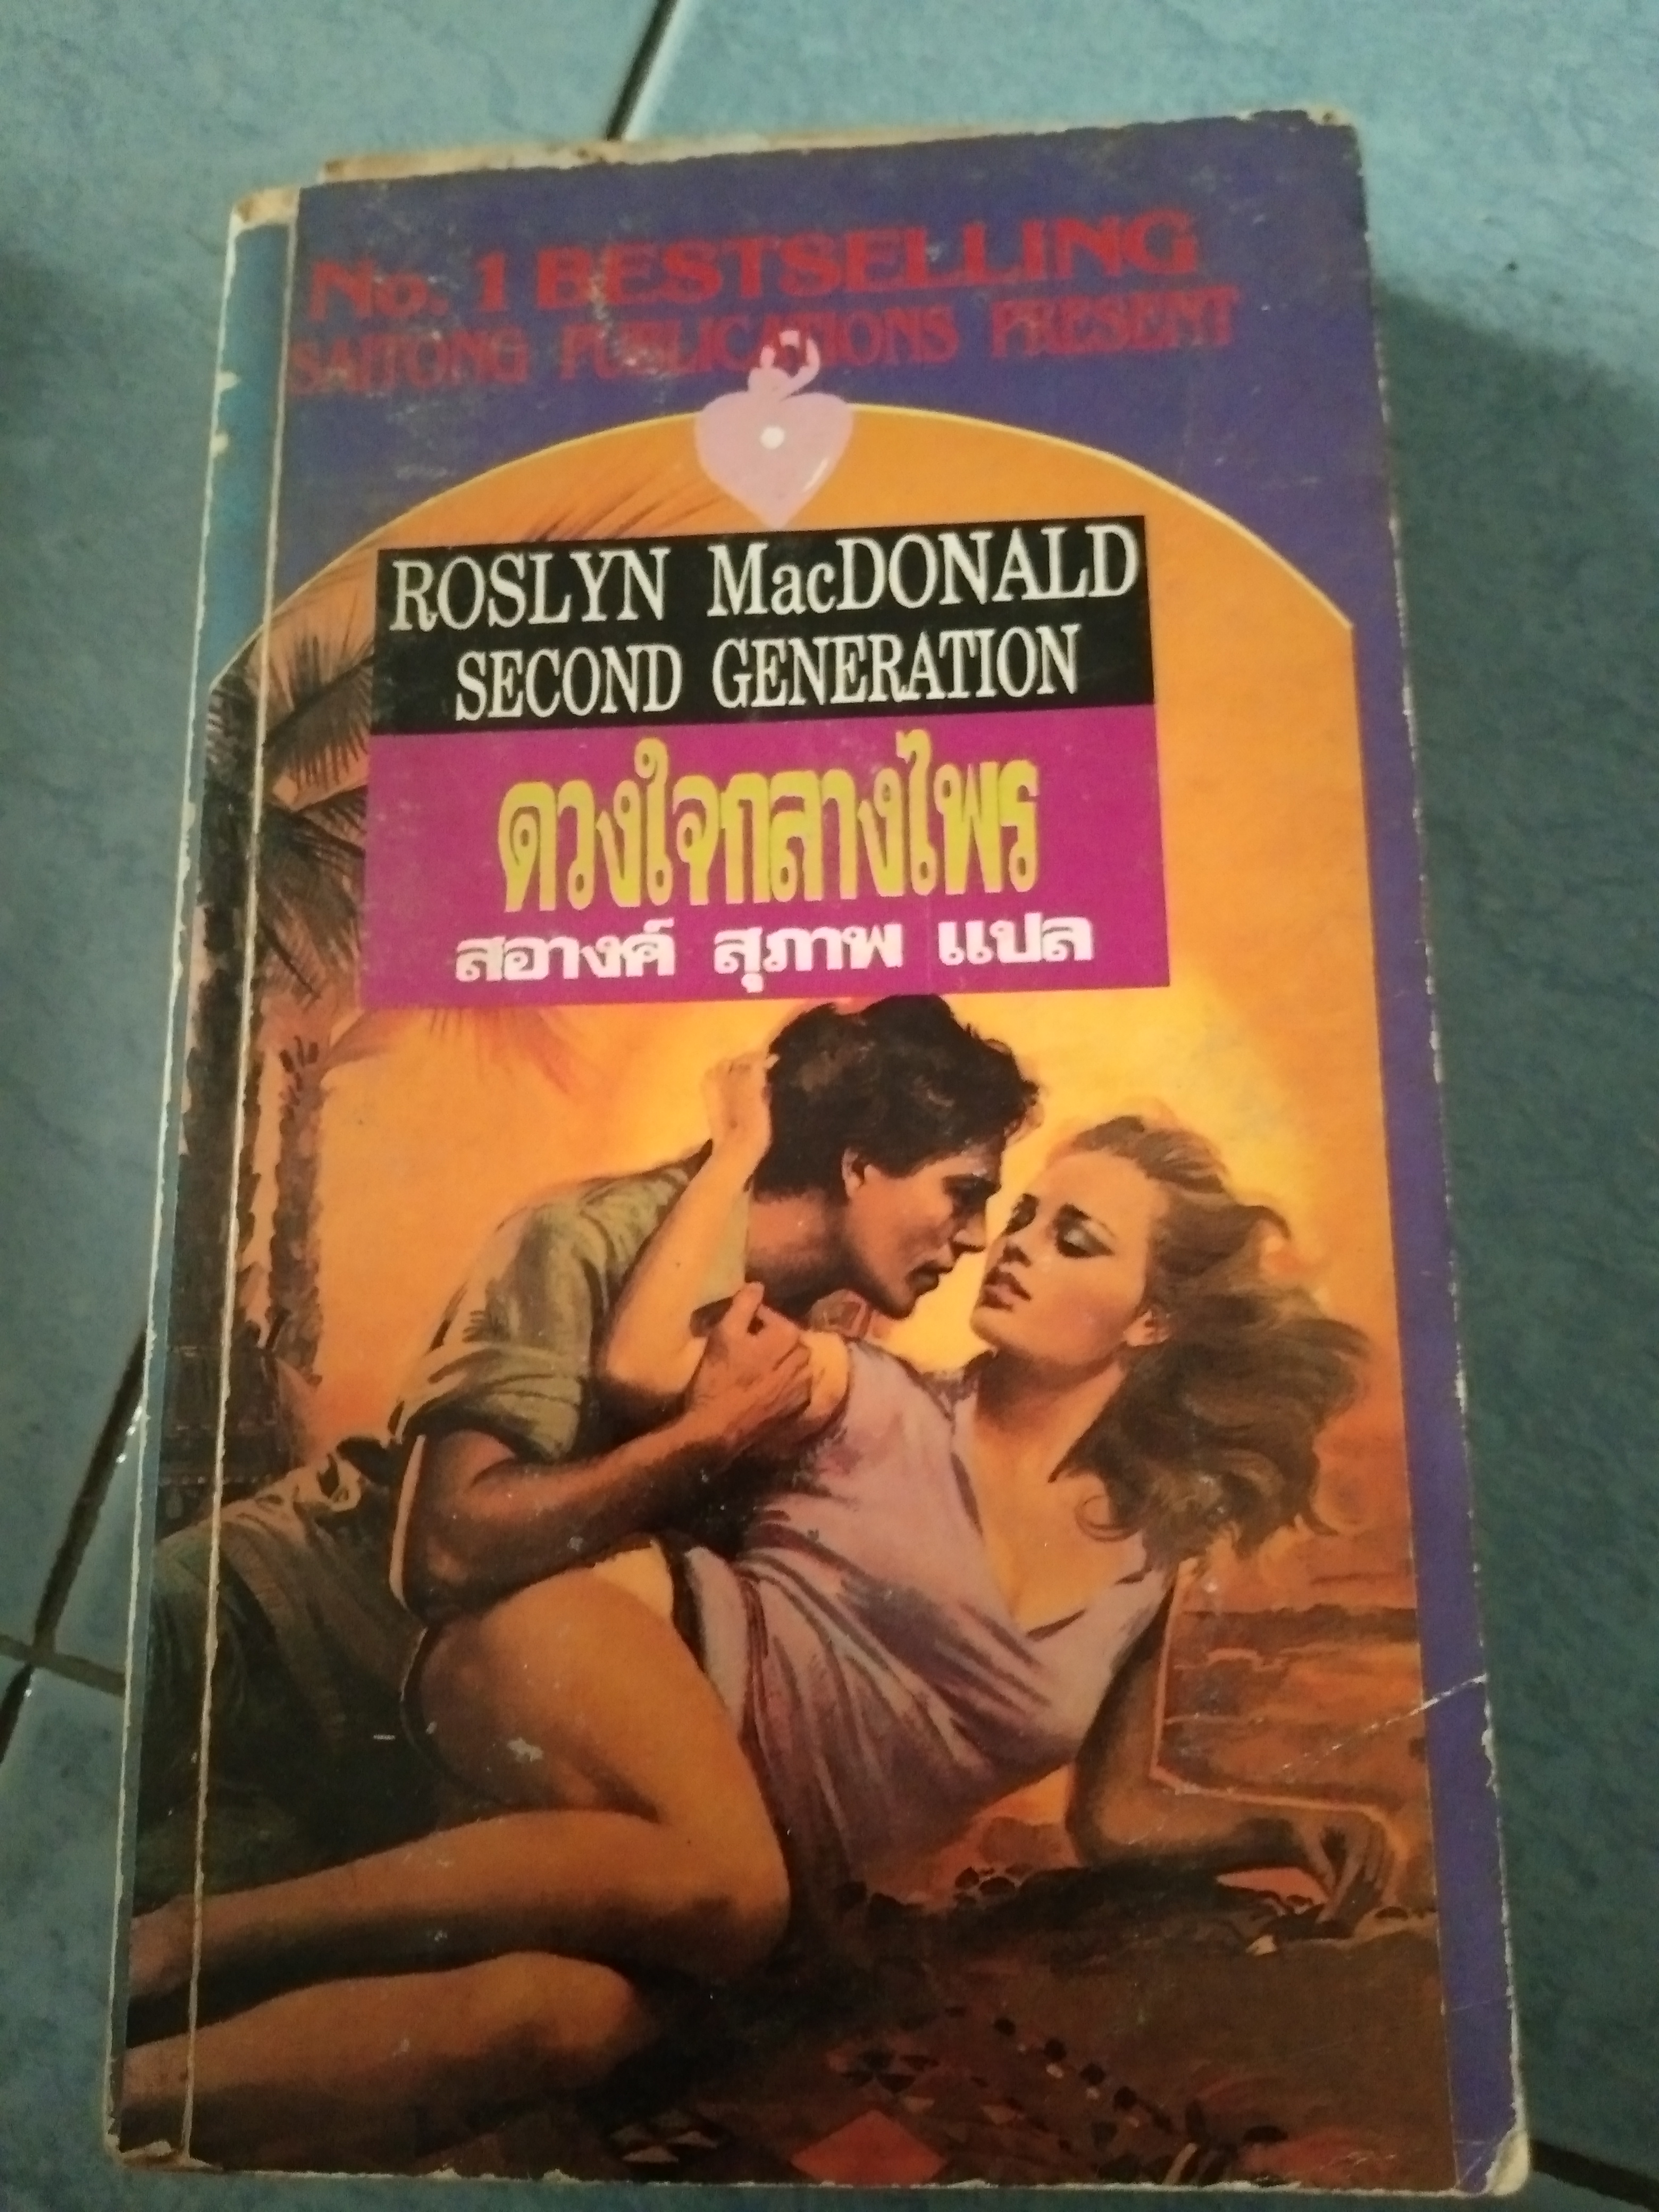 No. 1 BESTSELLING
SAITONG PUBLICATIONS PRESENT
ROSLYN MacDONALD
SECOND GENERATION
ดวงใจกลางไพร
สอางค์ สุภาพ แปล